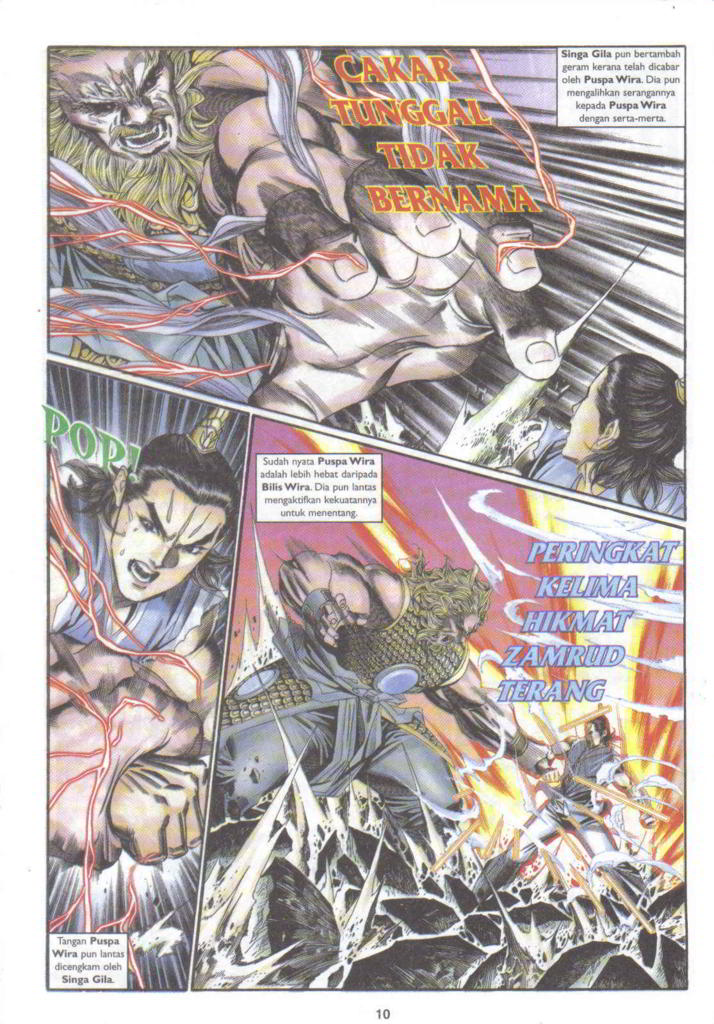 CAKAR
TUNGGAL
TIDAK
BERNAMA
Singa Gila pun bertambah
geram kerana telah dicabar
oleh Puspa Wira. Dia pun
mengalihkan serangannya
kepada Puspa Wira
dengan serta-merta.
POP!
Tangan Puspa
Wira pun lantas
dicengkam oleh
Singa Gila.
Sudah nyata Puspa Wira
adalah lebih hebat daripada
Bilis Wira. Dia pun lantas
mengaktifkan kekuatannya
untuk menentang.
PERINGKAT
KELIMA
HIKMAT
ZAMRUD
TERANG
10